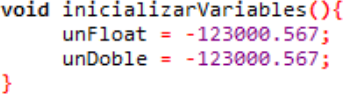 void inicializarVariables(){
unFloat = -123000.567;
unDoble = -123000.567;
}